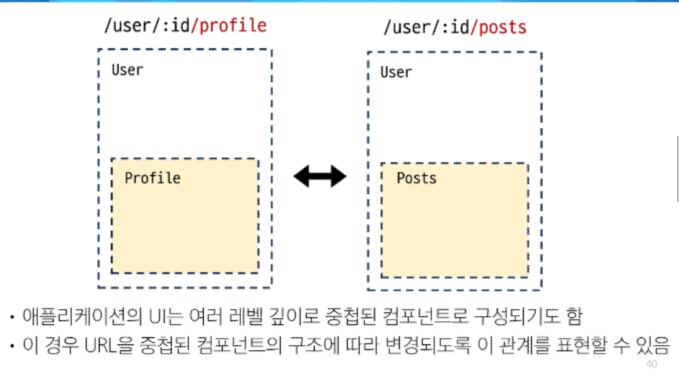 /user/:id/profile
/user/:id/posts
User
User
Profile
Posts
• 애플리케이션의 UI는 여러 레벨 깊이로 중첩된 컴포넌트로 구성되기도 함
• 이 경우 URL을 중첩된 컴포넌트의 구조에 따라 변경되도록 이 관계를 표현할 수 있음
40